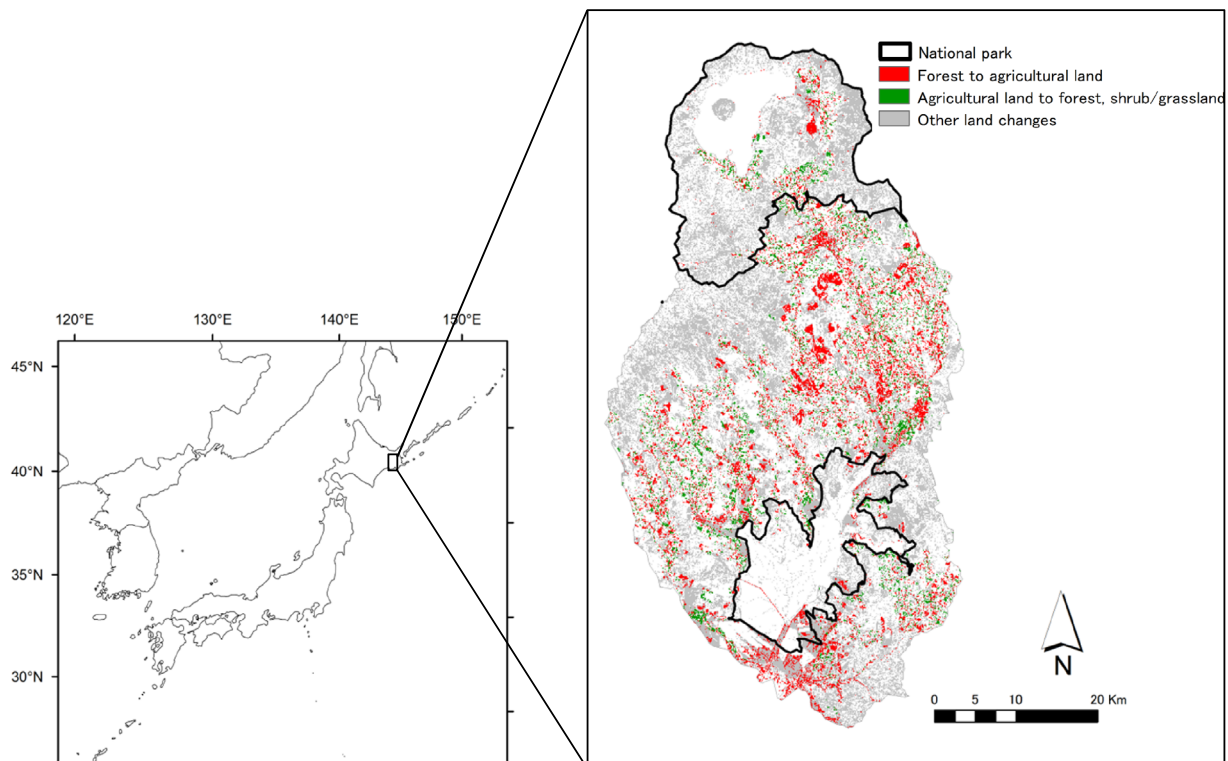 National park
Forest to agricultural land
Agricultural land to forest, shrub/grassland
Other land changes
120°E 130°E 140°E 150°E
45°N
40°N
35°N
30°N
N
0 5 10 20 Km